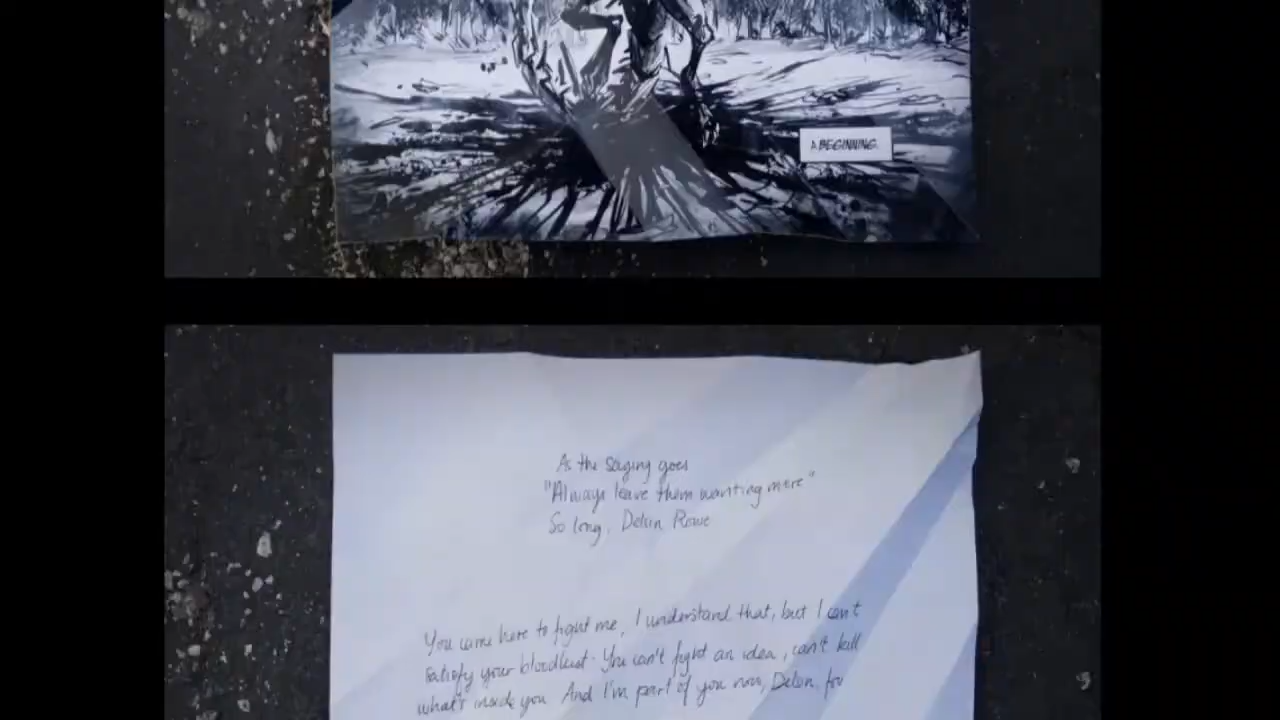 A BEGINNING.
As the saying goes
"Always leave them wanting more"
So long, Delon Rowe
You came here to fight me, I understand that, but I can't
satisfy your bloodlust. You can't fight an idea, can't kill
what's inside you. And I'm part of you now, Delon, for